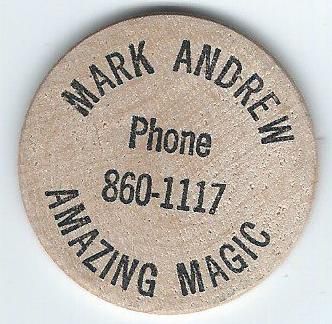 MARK ANDREW
Phone
860-1117
AMAZING MAGIC